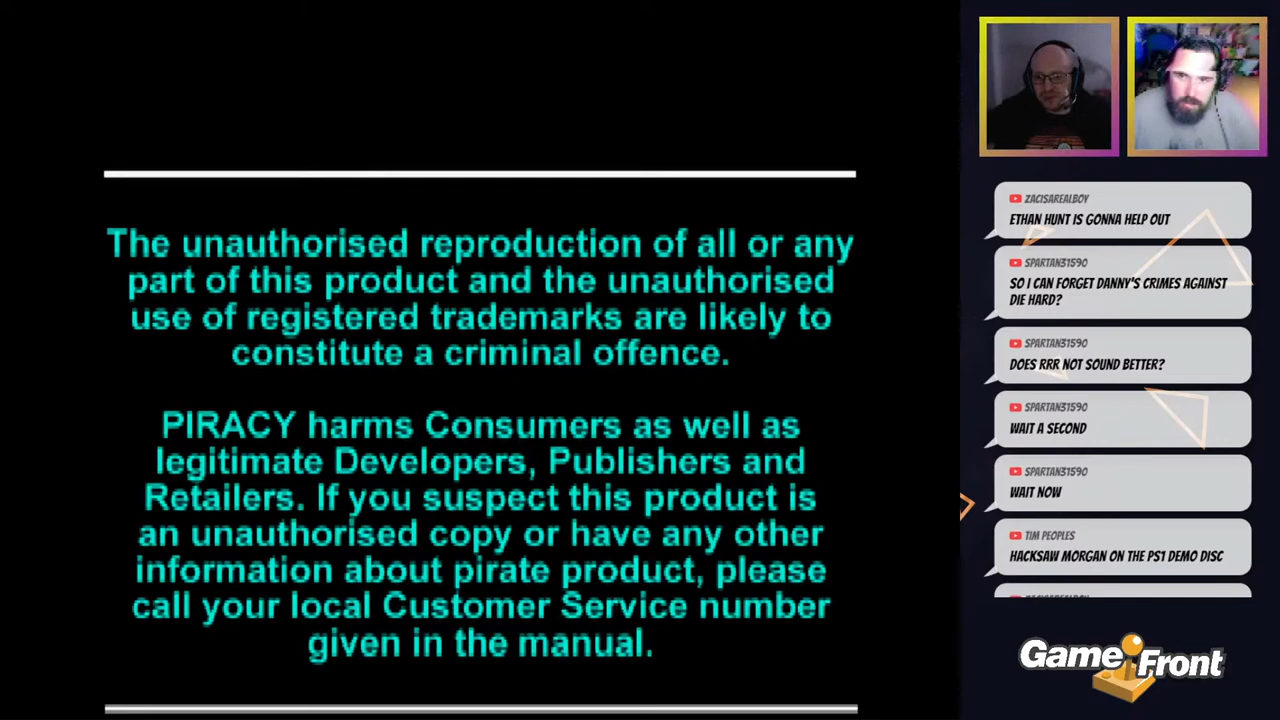 The unauthorised reproduction of all or any
part of this product and the unauthorised
use of registered trademarks are likely to
constitute a criminal offence.
PIRACY harms Consumers as well as
legitimate Developers, Publishers and
Retailers. If you suspect this product is
an unauthorised copy or have any other
information about pirate product, please
call your local Customer Service number
given in the manual.
ZACISAREALBOY
ETHAN HUNT IS GONNA HELP OUT
SPARTAN31590
SO I CAN FORGET DANNY'S CRIMES AGAINST
DIE HARD?
SPARTAN31590
DOES RRR NOT SOUND BETTER?
SPARTAN31590
WAIT A SECOND
SPARTAN31590
WAIT NOW
TIM PEOPLES
HACKSAW MORGAN ON THE PS1 DEMO DISC
Game Front